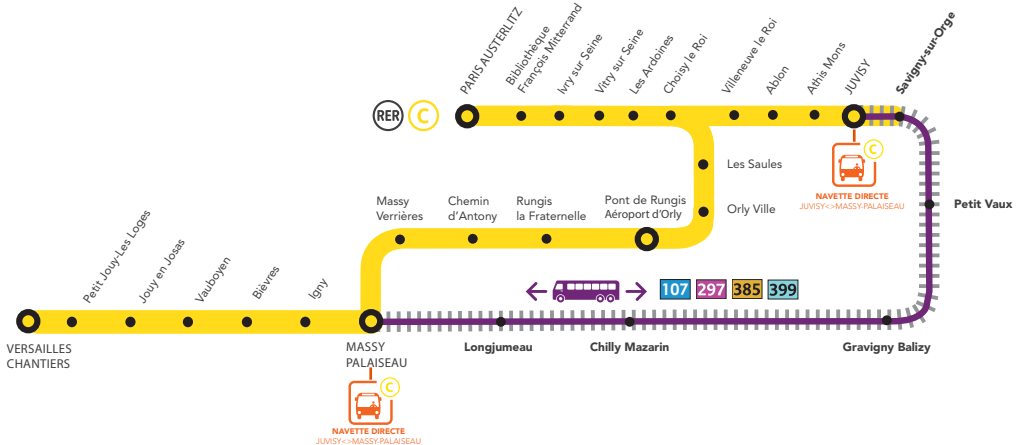 RER C
PARIS AUSTERLITZ
Bibliothèque
François Mitterrand
Ivry sur Seine
Vitry sur Seine
Les Ardoines
Choisy le Roi
Villeneuve le Roi
Ablon
Athis Mons
JUVISY
Savigny-sur-Orge
C
NAVETTE DIRECTE
JUVISY<>MASSY-PALAISEAU
Les Saules
Orly Ville
Petit Vaux
Massy
Verrières
Chemin
d'Antony
Rungis
la Fraternelle
Pont de Rungis
Aéroport d'Orly
Petit Jouy-Les Loges
Jouy en Josas
Vauboyen
Bièvres
Igny
107 297 385 399
VERSAILLES
CHANTIERS
MASSY
PALAISEAU
Longjumeau
Chilly Mazarin
Gravigny Balizy
C
NAVETTE DIRECTE
JUVISY<>MASSY-PALAISEAU